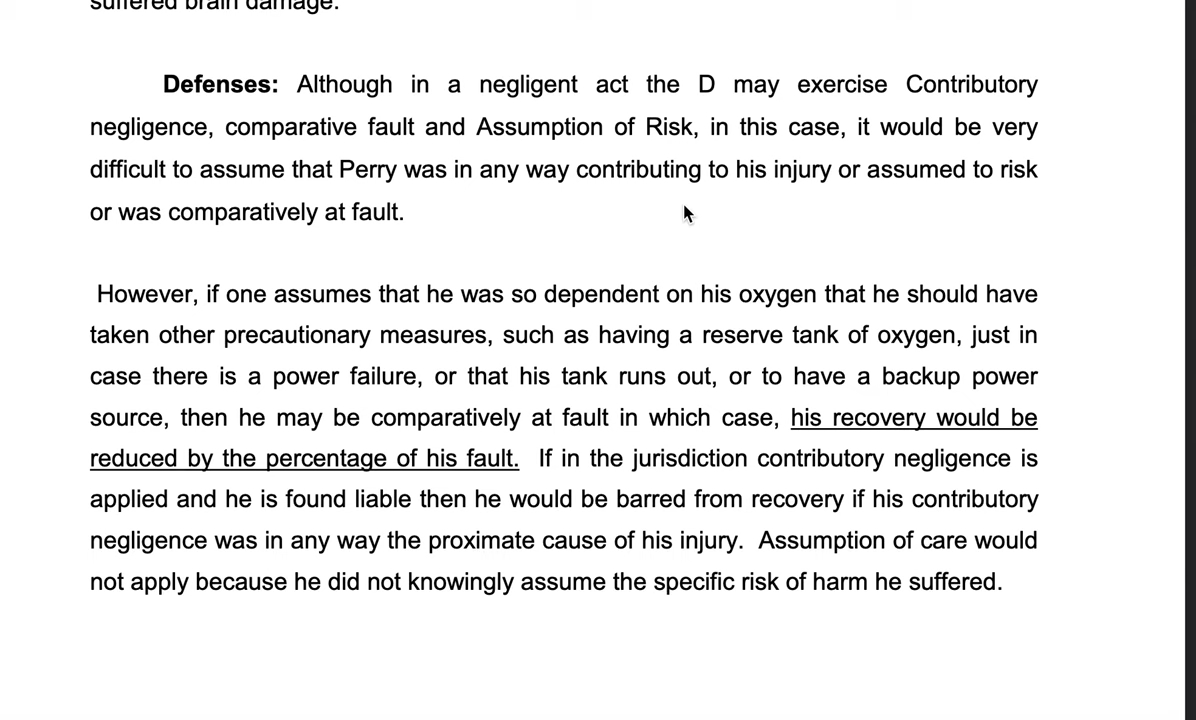 suffered brain damage.
Defenses: Although in a negligent act the D may exercise Contributory
negligence, comparative fault and Assumption of Risk, in this case, it would be very
difficult to assume that Perry was in any way contributing to his injury or assumed to risk
or was comparatively at fault.
However, if one assumes that he was so dependent on his oxygen that he should have
taken other precautionary measures, such as having a reserve tank of oxygen, just in
case there is a power failure, or that his tank runs out, or to have a backup power
source, then he may be comparatively at fault in which case, his recovery would be
reduced by the percentage of his fault.  If in the jurisdiction contributory negligence is
applied and he is found liable then he would be barred from recovery if his contributory
negligence was in any way the proximate cause of his injury.  Assumption of care would
not apply because he did not knowingly assume the specific risk of harm he suffered.